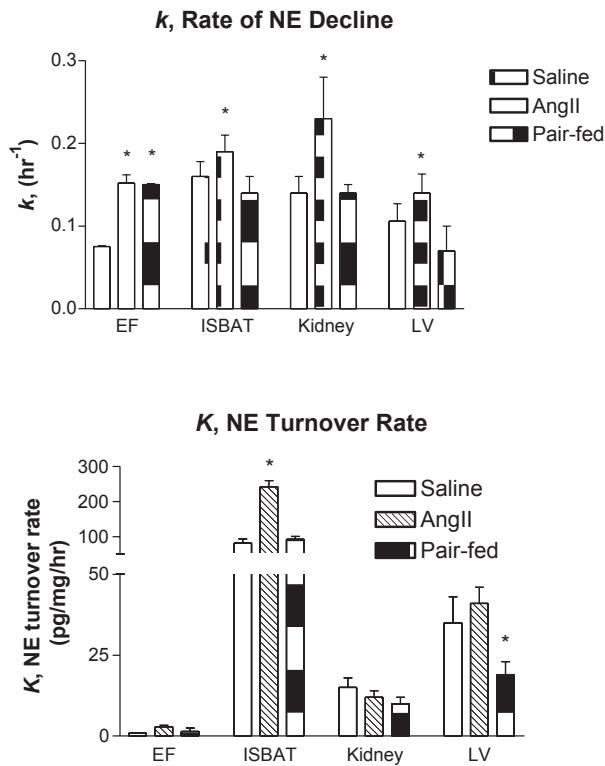 k, Rate of NE Decline
0.3
0.2
0.1
0.0
k, (hr-1)
* * * * *
Saline
AngII
Pair-fed
EF ISBAT Kidney LV
K, NE Turnover Rate
300
200
100
50
25
0
K, NE turnover rate
(pg/mg/hr)
* *
Saline
AngII
Pair-fed
EF ISBAT Kidney LV